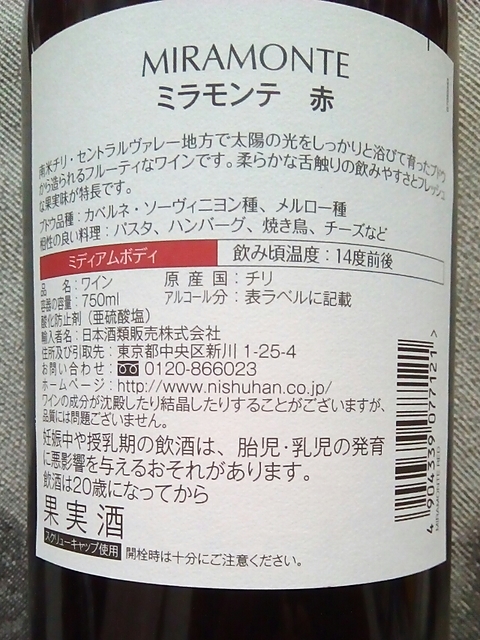 MIRAMONTE
ミラモンテ 赤
南米チリ・セントラルヴァレー地方で太陽の光をしっかりと浴びて育ったブドウ
から造られるフルーティなワインです。柔らかな舌触りの飲みやすさとフレッシュ
な果実味が特長です。
ブドウ品種：カベルネ・ソーヴィニヨン種、メルロー種
相性の良い料理：パスタ、ハンバーグ、焼き鳥、チーズなど
ミディアムボディ 飲み頃温度：14度前後
品 名：ワイン 原産国：チリ
容器の容量：750ml アルコール分：表ラベルに記載
酸化防止剤（亜硫酸塩）
輸入者名：日本酒類販売株式会社
住所及び引取先：東京都中央区新川 1-25-4
お問い合わせ：0120-866023
ホームページ：http://www.nishuhan.co.jp/
ワインの成分が沈殿したり結晶したりすることがございますが、
品質には問題ございません。
妊娠中や授乳期の飲酒は、胎児・乳児の発育
に悪影響を与えるおそれがあります。
飲酒は20歳になってから
果実酒
スクリューキャップ使用 開栓時は十分にご注意ください。
4 904339 077121 >
MIRAMONTE RED